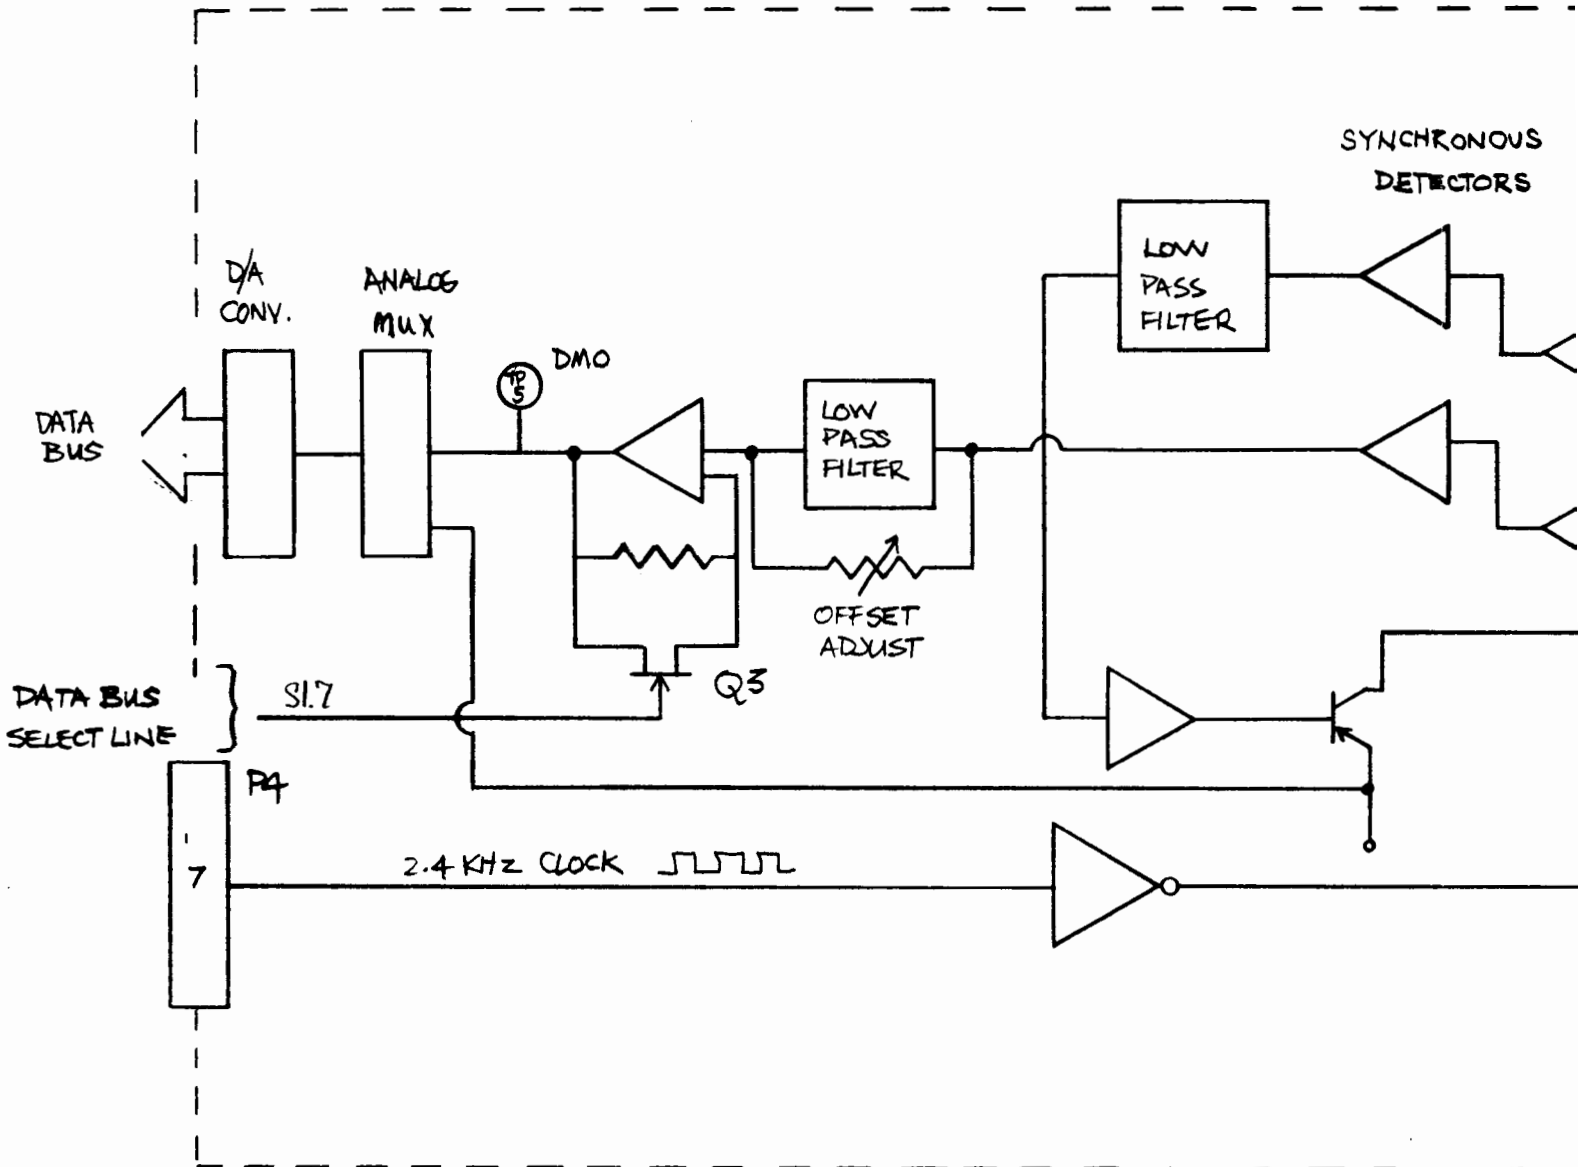 SYNCHRONOUS
DETECTORS
LOW
PASS
FILTER
D/A
CONV.
ANALOG
MUX
TP
5
DMO
LOW
PASS
FILTER
DATA
BUS
OFFSET
ADJUST
Q3
S1.7
DATA BUS
SELECT LINE
P4
7
2.4 KHz CLOCK